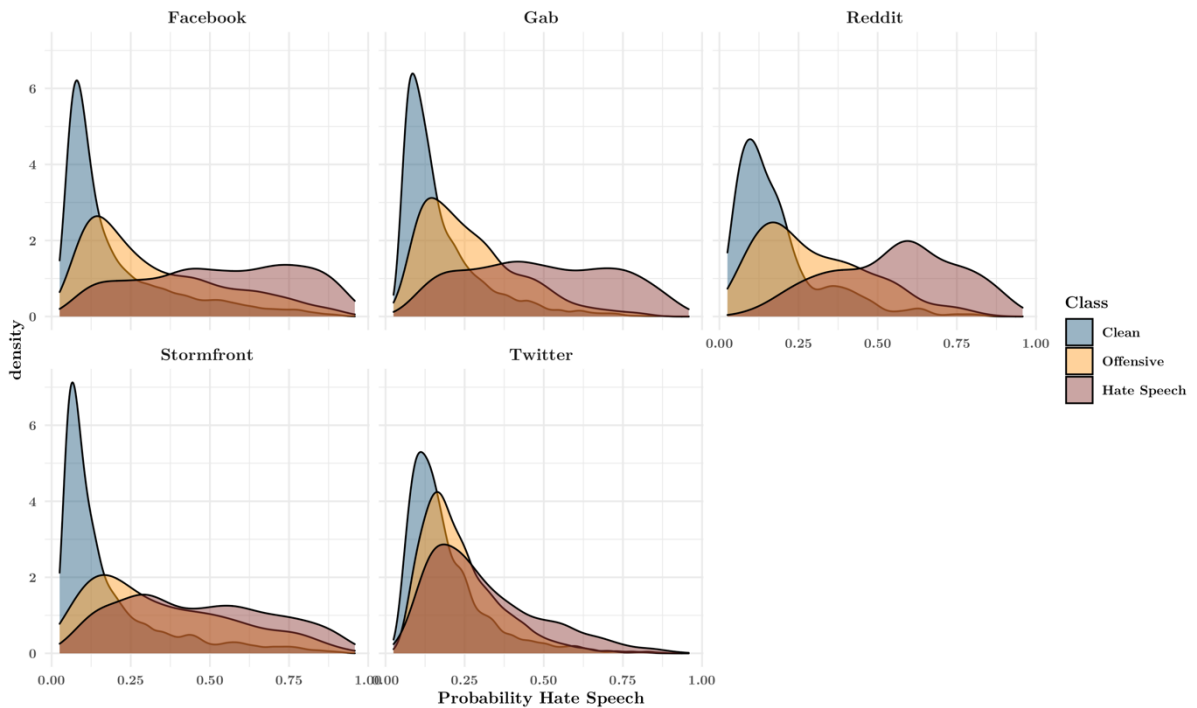 Facebook
Gab
Reddit
6
4
2
0
0.00 0.25 0.50 0.75 1.00
Class
Clean
Offensive
Hate Speech
density
Stormfront
Twitter
6
4
2
0
0.00 0.25 0.50 0.75 1.00
0.00 0.25 0.50 0.75 1.00
Probability Hate Speech